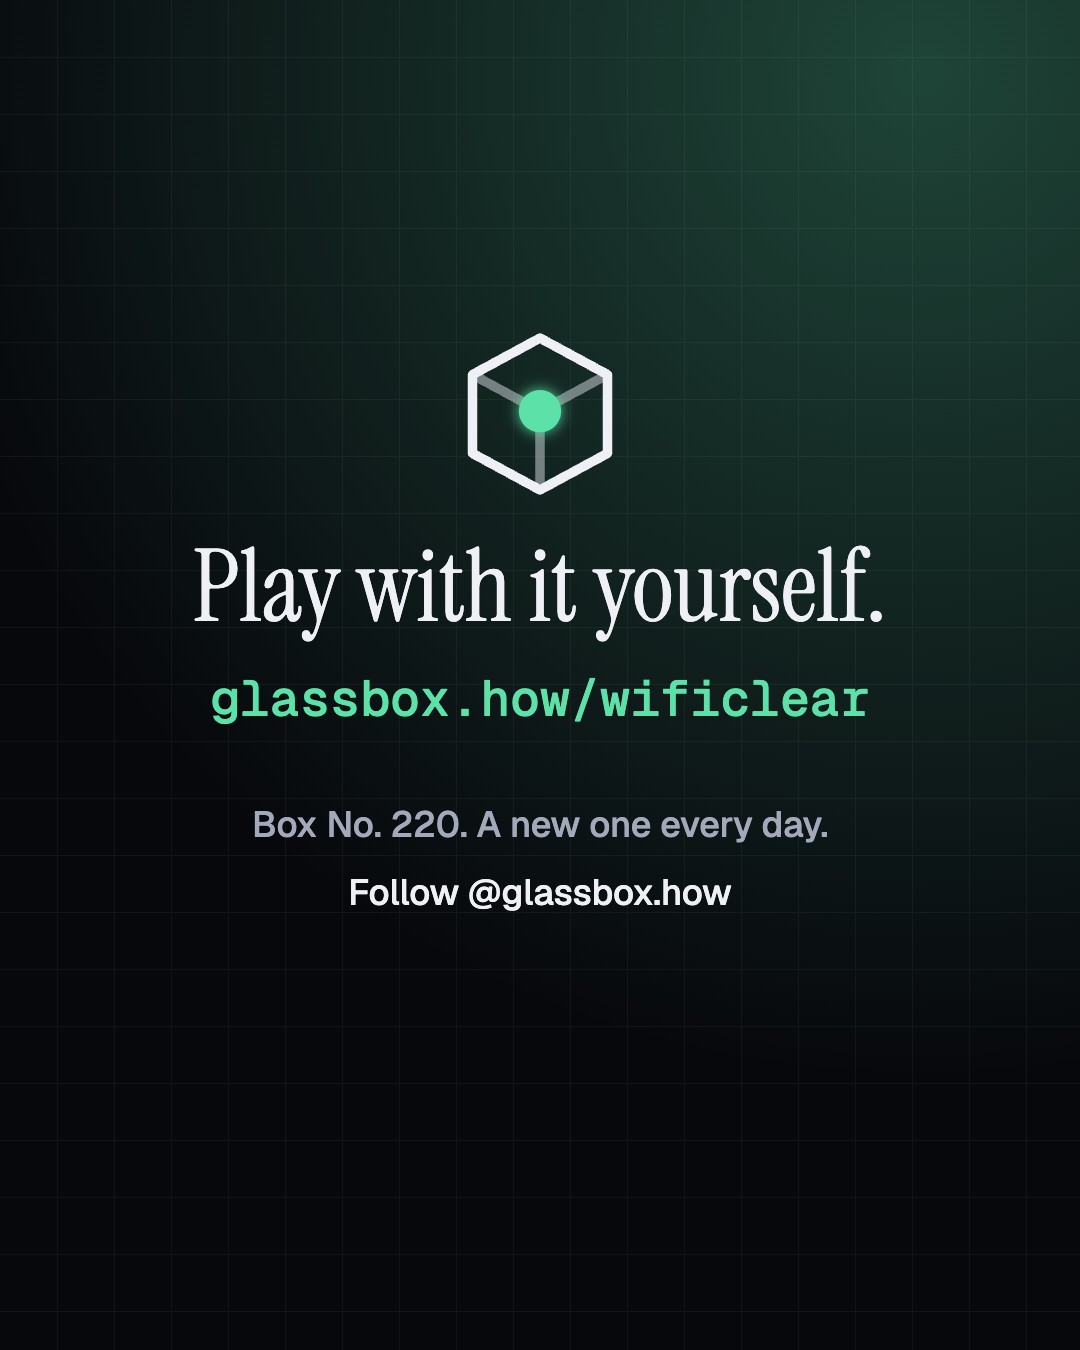 Play with it yourself.
glassbox.how/wificlear
Box No. 220. A new one every day.
Follow @glassbox.how